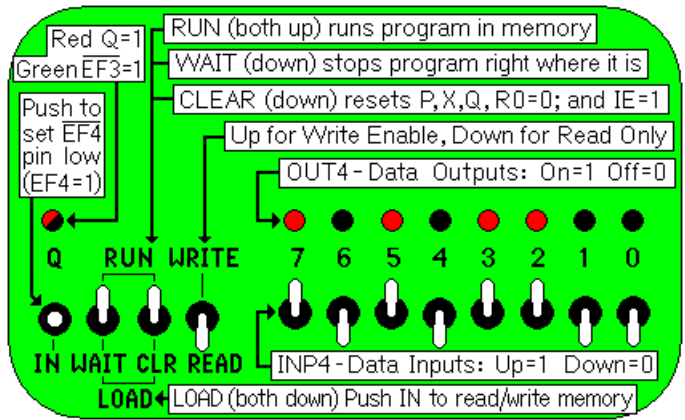 Red Q=1
Green EF3=1
RUN (both up) runs program in memory
WAIT (down) stops program right where it is
CLEAR (down) resets P,X,Q, R0=0; and IE=1
Push to
set EF4
pin low
(EF4=1)
Up for Write Enable, Down for Read Only
OUT4-Data Outputs: On=1 Off=0
Q RUN WRITE 7 6 5 4 3 2 1 0
IN WAIT CLR READ
INP4-Data Inputs: Up=1 Down=0
LOAD
LOAD (both down) Push IN to read/write memory